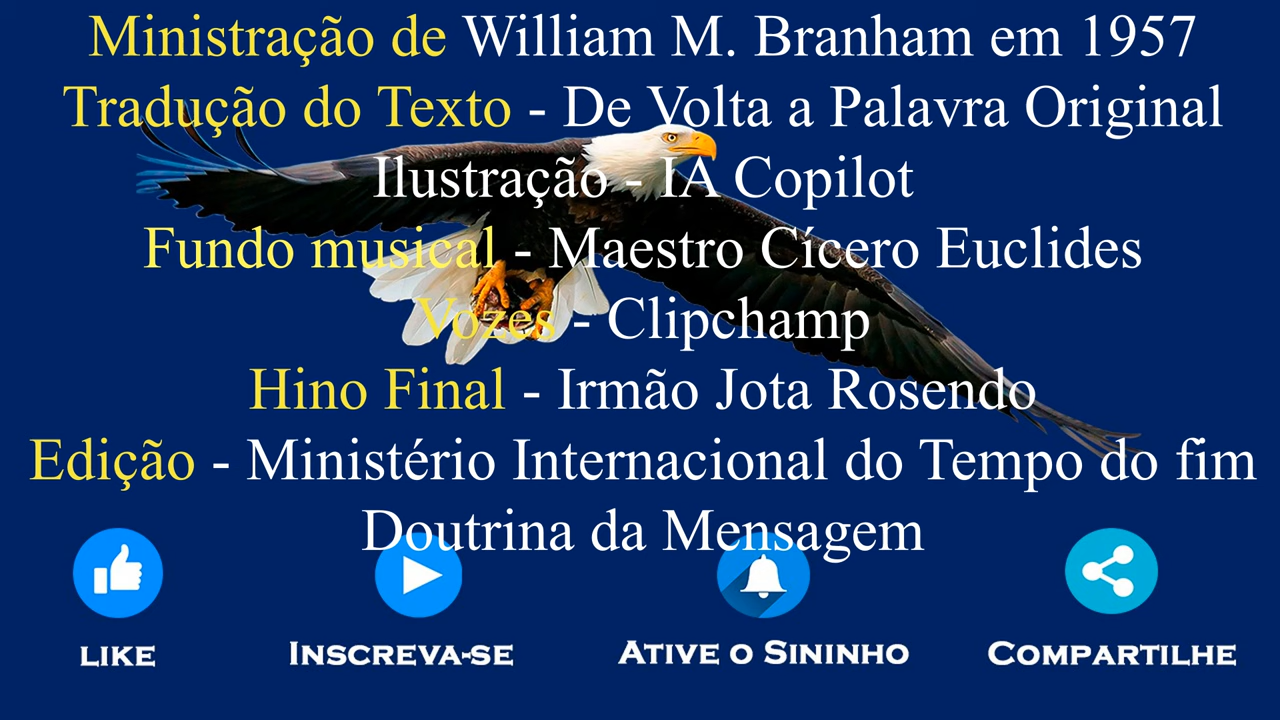 Ministração de William M. Branham em 1957
Tradução do Texto - De Volta a Palavra Original
Ilustração - IA Copilot
Fundo musical - Maestro Cícero Euclides
Vozes - Clipchamp
Hino Final - Irmão Jota Rosendo
Edição - Ministério Internacional do Tempo do fim
Doutrina da Mensagem
LIKE
INSCREVA-SE
ATIVE O SININHO
COMPARTILHE